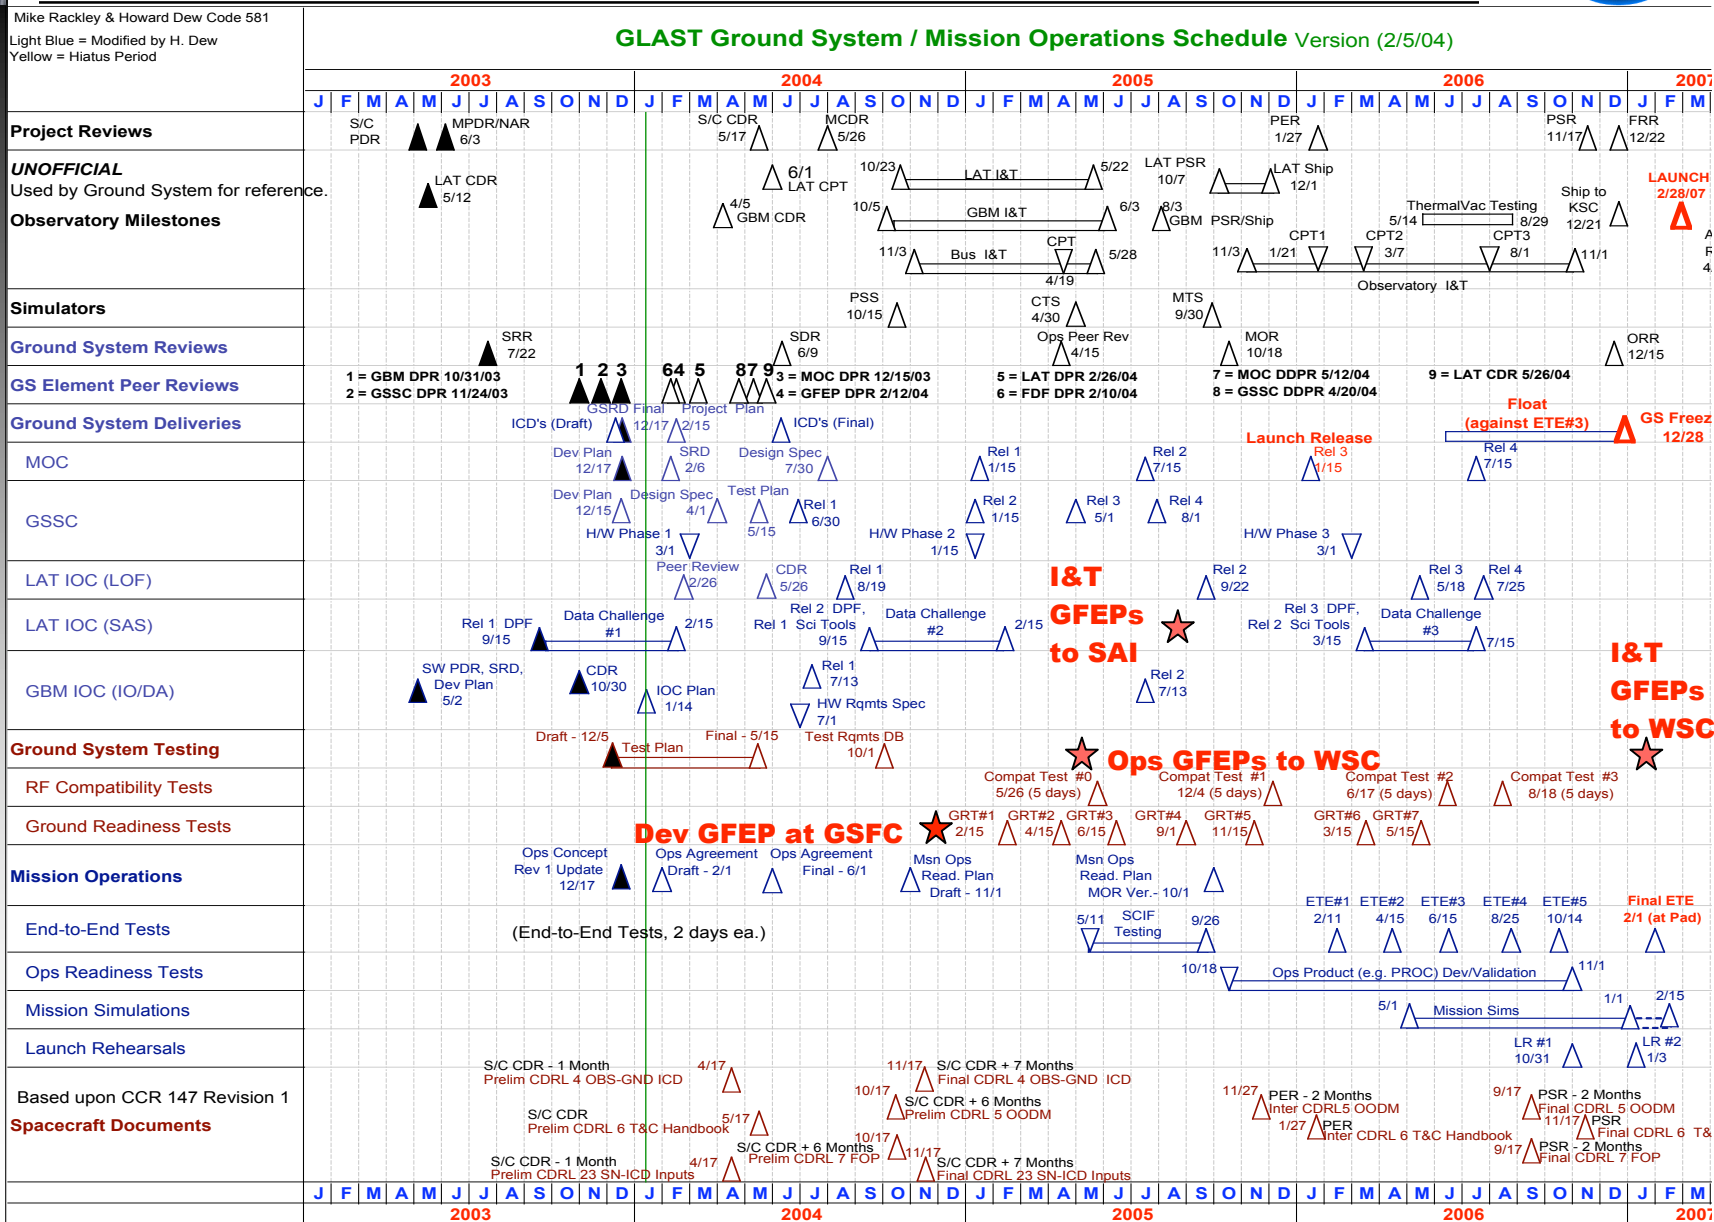 Mike Rackley & Howard Dew Code 581
Light Blue = Modified by H. Dew
Yellow = Hiatus Period
GLAST Ground System / Mission Operations Schedule Version (2/5/04)
2003 2004 2005 2006 2007
J F M A M J J A S O N D J F M A M J J A S O N D J F M A M J J A S O N D J F M A M J J A S O N D J F M
Project Reviews
S/C PDR
MPDR/NAR 6/3
S/C CDR 5/17
MCDR 5/26
PER 1/27
PSR 11/17
FRR 12/22
UNOFFICIAL
Used by Ground System for reference.
Observatory Milestones
LAT CDR 5/12
6/1 LAT CPT
4/5 GBM CDR
10/23 LAT I&T 5/22
10/5 GBM I&T 6/3
11/3 Bus I&T 5/28
CPT 4/19
LAT PSR 10/7
LAT Ship 12/1
8/3 GBM PSR/Ship
11/3 Observatory I&T 11/1
1/21 CPT1
CPT2 3/7
CPT3 8/1
ThermalVac Testing 5/14 8/29
Ship to KSC 12/21
LAUNCH 2/28/07
A
R
4/
Simulators
PSS 10/15
CTS 4/30
MTS 9/30
Ground System Reviews
SRR 7/22
SDR 6/9
Ops Peer Rev 4/15
MOR 10/18
ORR 12/15
GS Element Peer Reviews
1 = GBM DPR 10/31/03
2 = GSSC DPR 11/24/03
1 2 3 64 5 87 9
3 = MOC DPR 12/15/03
4 = GFEP DPR 2/12/04
5 = LAT DPR 2/26/04
6 = FDF DPR 2/10/04
7 = MOC DDPR 5/12/04
8 = GSSC DDPR 4/20/04
9 = LAT CDR 5/26/04
Ground System Deliveries
ICD's (Draft)
GSRD Final 12/17
Project Plan 2/15
ICD's (Final)
Float (against ETE#3)
GS Freez 12/28
MOC
Dev Plan 12/17
SRD 2/6
Design Spec 7/30
Rel 1 1/15
Rel 2 7/15
Launch Release
Rel 3 1/15
Rel 4 7/15
GSSC
Dev Plan 12/15
Design Spec 4/1
Test Plan 5/15
Rel 1 6/30
Rel 2 1/15
Rel 3 5/1
Rel 4 8/1
H/W Phase 1 3/1
H/W Phase 2 1/15
H/W Phase 3 3/1
LAT IOC (LOF)
Peer Review 2/26
CDR 5/26
Rel 1 8/19
I&T GFEPs to SAI
Rel 2 9/22
Rel 3 5/18
Rel 4 7/25
LAT IOC (SAS)
Rel 1 DPF 9/15
Data Challenge #1
2/15
Rel 2 DPF, Rel 1 Sci Tools 9/15
Data Challenge #2
2/15
Rel 3 DPF, Rel 2 Sci Tools 3/15
Data Challenge #3
7/15
GBM IOC (IO/DA)
SW PDR, SRD, Dev Plan 5/2
CDR 10/30
IOC Plan 1/14
Rel 1 7/13
HW Rqmts Spec 7/1
Rel 2 7/13
I&T GFEPs to WSC
Ground System Testing
Draft - 12/5
Test Plan
Final - 5/15
Test Rqmts DB 10/1
Ops GFEPs to WSC
RF Compatibility Tests
Compat Test #0 5/26 (5 days)
Compat Test #1 12/4 (5 days)
Compat Test #2 6/17 (5 days)
Compat Test #3 8/18 (5 days)
Ground Readiness Tests
Dev GFEP at GSFC
GRT#1 2/15
GRT#2 4/15
GRT#3 6/15
GRT#4 9/1
GRT#5 11/15
GRT#6 3/15
GRT#7 5/15
Mission Operations
Ops Concept Rev 1 Update 12/17
Ops Agreement Draft - 2/1
Ops Agreement Final - 6/1
Msn Ops Read. Plan Draft - 11/1
Msn Ops Read. Plan MOR Ver.- 10/1
End-to-End Tests
(End-to-End Tests, 2 days ea.)
5/11 SCIF Testing 9/26
ETE#1 2/11
ETE#2 4/15
ETE#3 6/15
ETE#4 8/25
ETE#5 10/14
Final ETE 2/1 (at Pad)
Ops Readiness Tests
10/18 Ops Product (e.g. PROC) Dev/Validation 11/1
Mission Simulations
5/1 Mission Sims 1/1 2/15
Launch Rehearsals
LR #1 10/31
LR #2 1/3
Based upon CCR 147 Revision 1
Spacecraft Documents
S/C CDR - 1 Month 4/17
Prelim CDRL 4 OBS-GND ICD
11/17 S/C CDR + 7 Months
Final CDRL 4 OBS-GND ICD
10/17 S/C CDR + 6 Months
Prelim CDRL 5 OODM
S/C CDR 5/17
Prelim CDRL 6 T&C Handbook
S/C CDR + 6 Months 10/17
Prelim CDRL 7 FOP
S/C CDR - 1 Month 4/17
Prelim CDRL 23 SN-ICD Inputs
11/17 S/C CDR + 7 Months
Final CDRL 23 SN-ICD Inputs
11/27 PER - 2 Months
Inter CDRL5 OODM
1/27 PER
Inter CDRL 6 T&C Handbook
9/17 PSR - 2 Months
Final CDRL 5 OODM
11/17 PSR
Final CDRL 6 T&
9/17 PSR - 2 Months
Final CDRL 7 FOP
J F M A M J J A S O N D J F M A M J J A S O N D J F M A M J J A S O N D J F M A M J J A S O N D J F M
2003 2004 2005 2006 2007